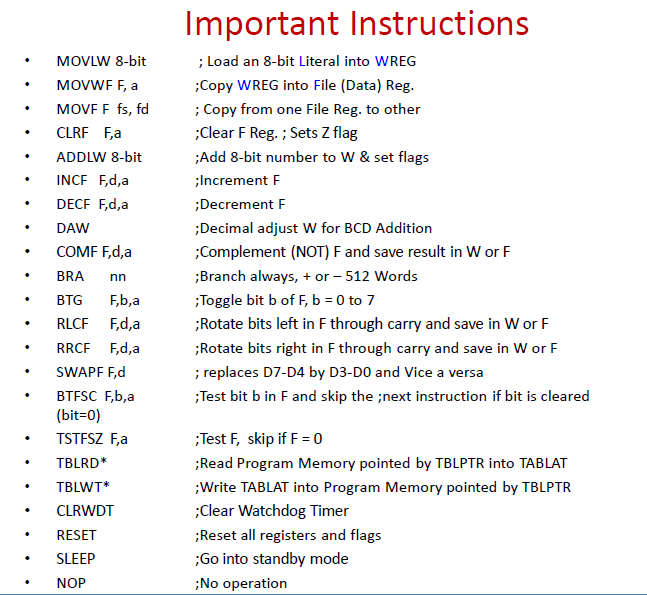 Important Instructions
• MOVLW 8-bit ; Load an 8-bit Literal into WREG
• MOVWF F, a ;Copy WREG into File (Data) Reg.
• MOVF F fs, fd ; Copy from one File Reg. to other
• CLRF F,a ;Clear F Reg. ; Sets Z flag
• ADDLW 8-bit ;Add 8-bit number to W & set flags
• INCF F,d,a ;Increment F
• DECF F,d,a ;Decrement F
• DAW ;Decimal adjust W for BCD Addition
• COMF F,d,a ;Complement (NOT) F and save result in W or F
• BRA nn ;Branch always, + or – 512 Words
• BTG F,b,a ;Toggle bit b of F, b = 0 to 7
• RLCF F,d,a ;Rotate bits left in F through carry and save in W or F
• RRCF F,d,a ;Rotate bits right in F through carry and save in W or F
• SWAPF F,d ; replaces D7-D4 by D3-D0 and Vice a versa
• BTFSC F,b,a ;Test bit b in F and skip the ;next instruction if bit is cleared
(bit=0)
• TSTFSZ F,a ;Test F, skip if F = 0
• TBLRD* ;Read Program Memory pointed by TBLPTR into TABLAT
• TBLWT* ;Write TABLAT into Program Memory pointed by TBLPTR
• CLRWDT ;Clear Watchdog Timer
• RESET ;Reset all registers and flags
• SLEEP ;Go into standby mode
• NOP ;No operation